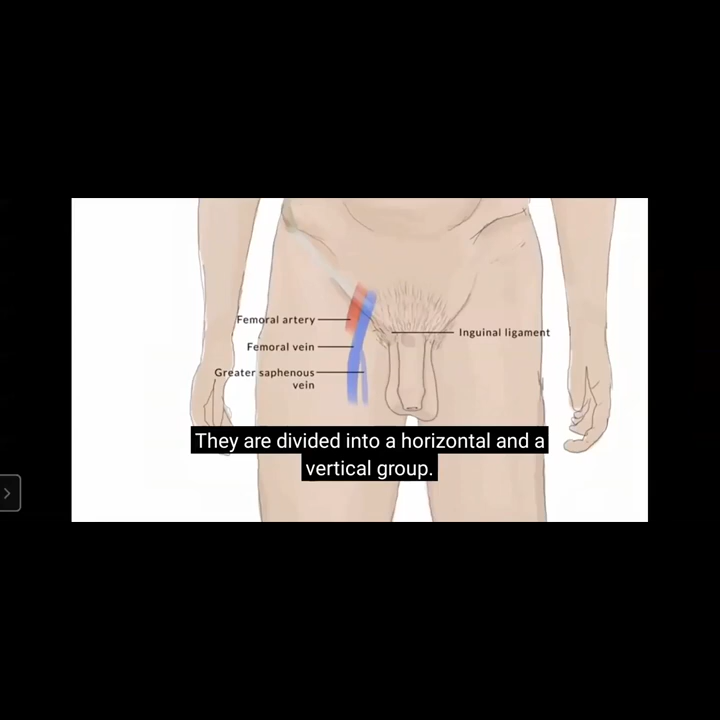 Femoral artery
Inguinal ligament
Femoral vein
Greater saphenous
vein
They are divided into a horizontal and a
vertical group.